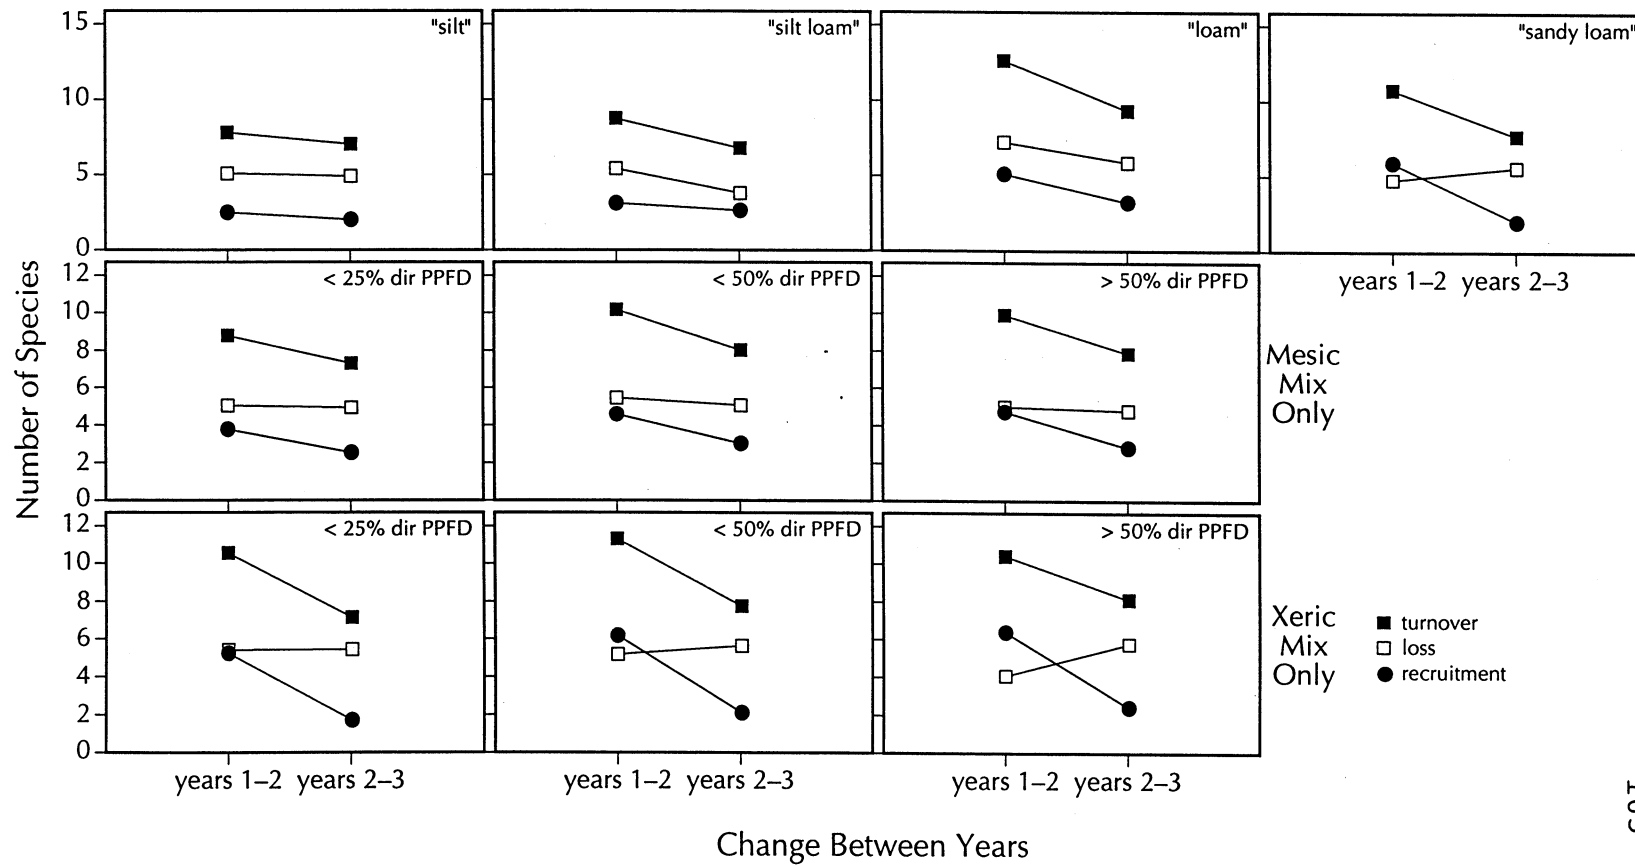 15
"silt"
"silt loam"
"loam"
"sandy loam"
10
5
0
years 1–2 years 2–3
Number of Species
12
< 25% dir PPFD
< 50% dir PPFD
> 50% dir PPFD
10
8
6
4
2
0
Mesic
Mix
Only
12
< 25% dir PPFD
< 50% dir PPFD
> 50% dir PPFD
10
8
6
4
2
0
Xeric
Mix
Only
turnover
loss
recruitment
years 1–2 years 2–3
years 1–2 years 2–3
years 1–2 years 2–3
Change Between Years